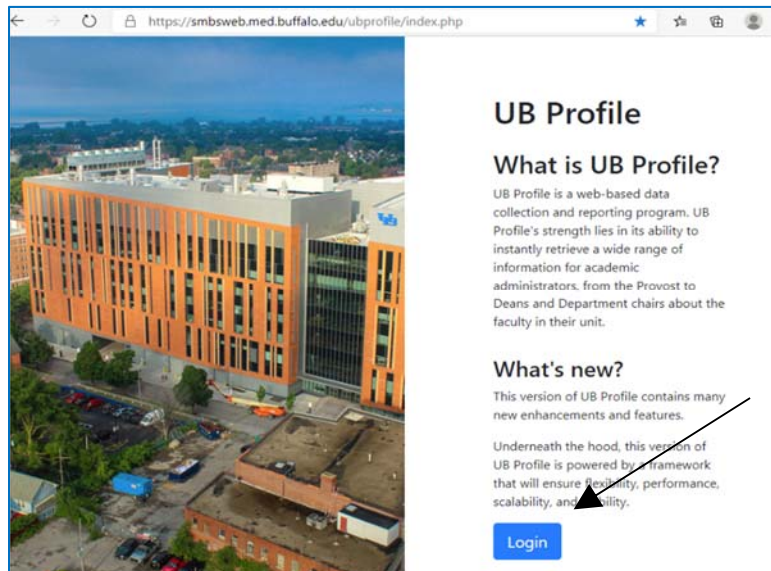 https://smbsweb.med.buffalo.edu/ubprofile/index.php
UB Profile
What is UB Profile?
UB Profile is a web-based data
collection and reporting program. UB
Profile's strength lies in its ability to
instantly retrieve a wide range of
information for academic
administrators, from the Provost to
Deans and Department chairs about the
faculty in their unit.
What's new?
This version of UB Profile contains many
new enhancements and features.
Underneath the hood, this version of
UB Profile is powered by a framework
that will ensure flexibility, performance,
scalability, and
Login